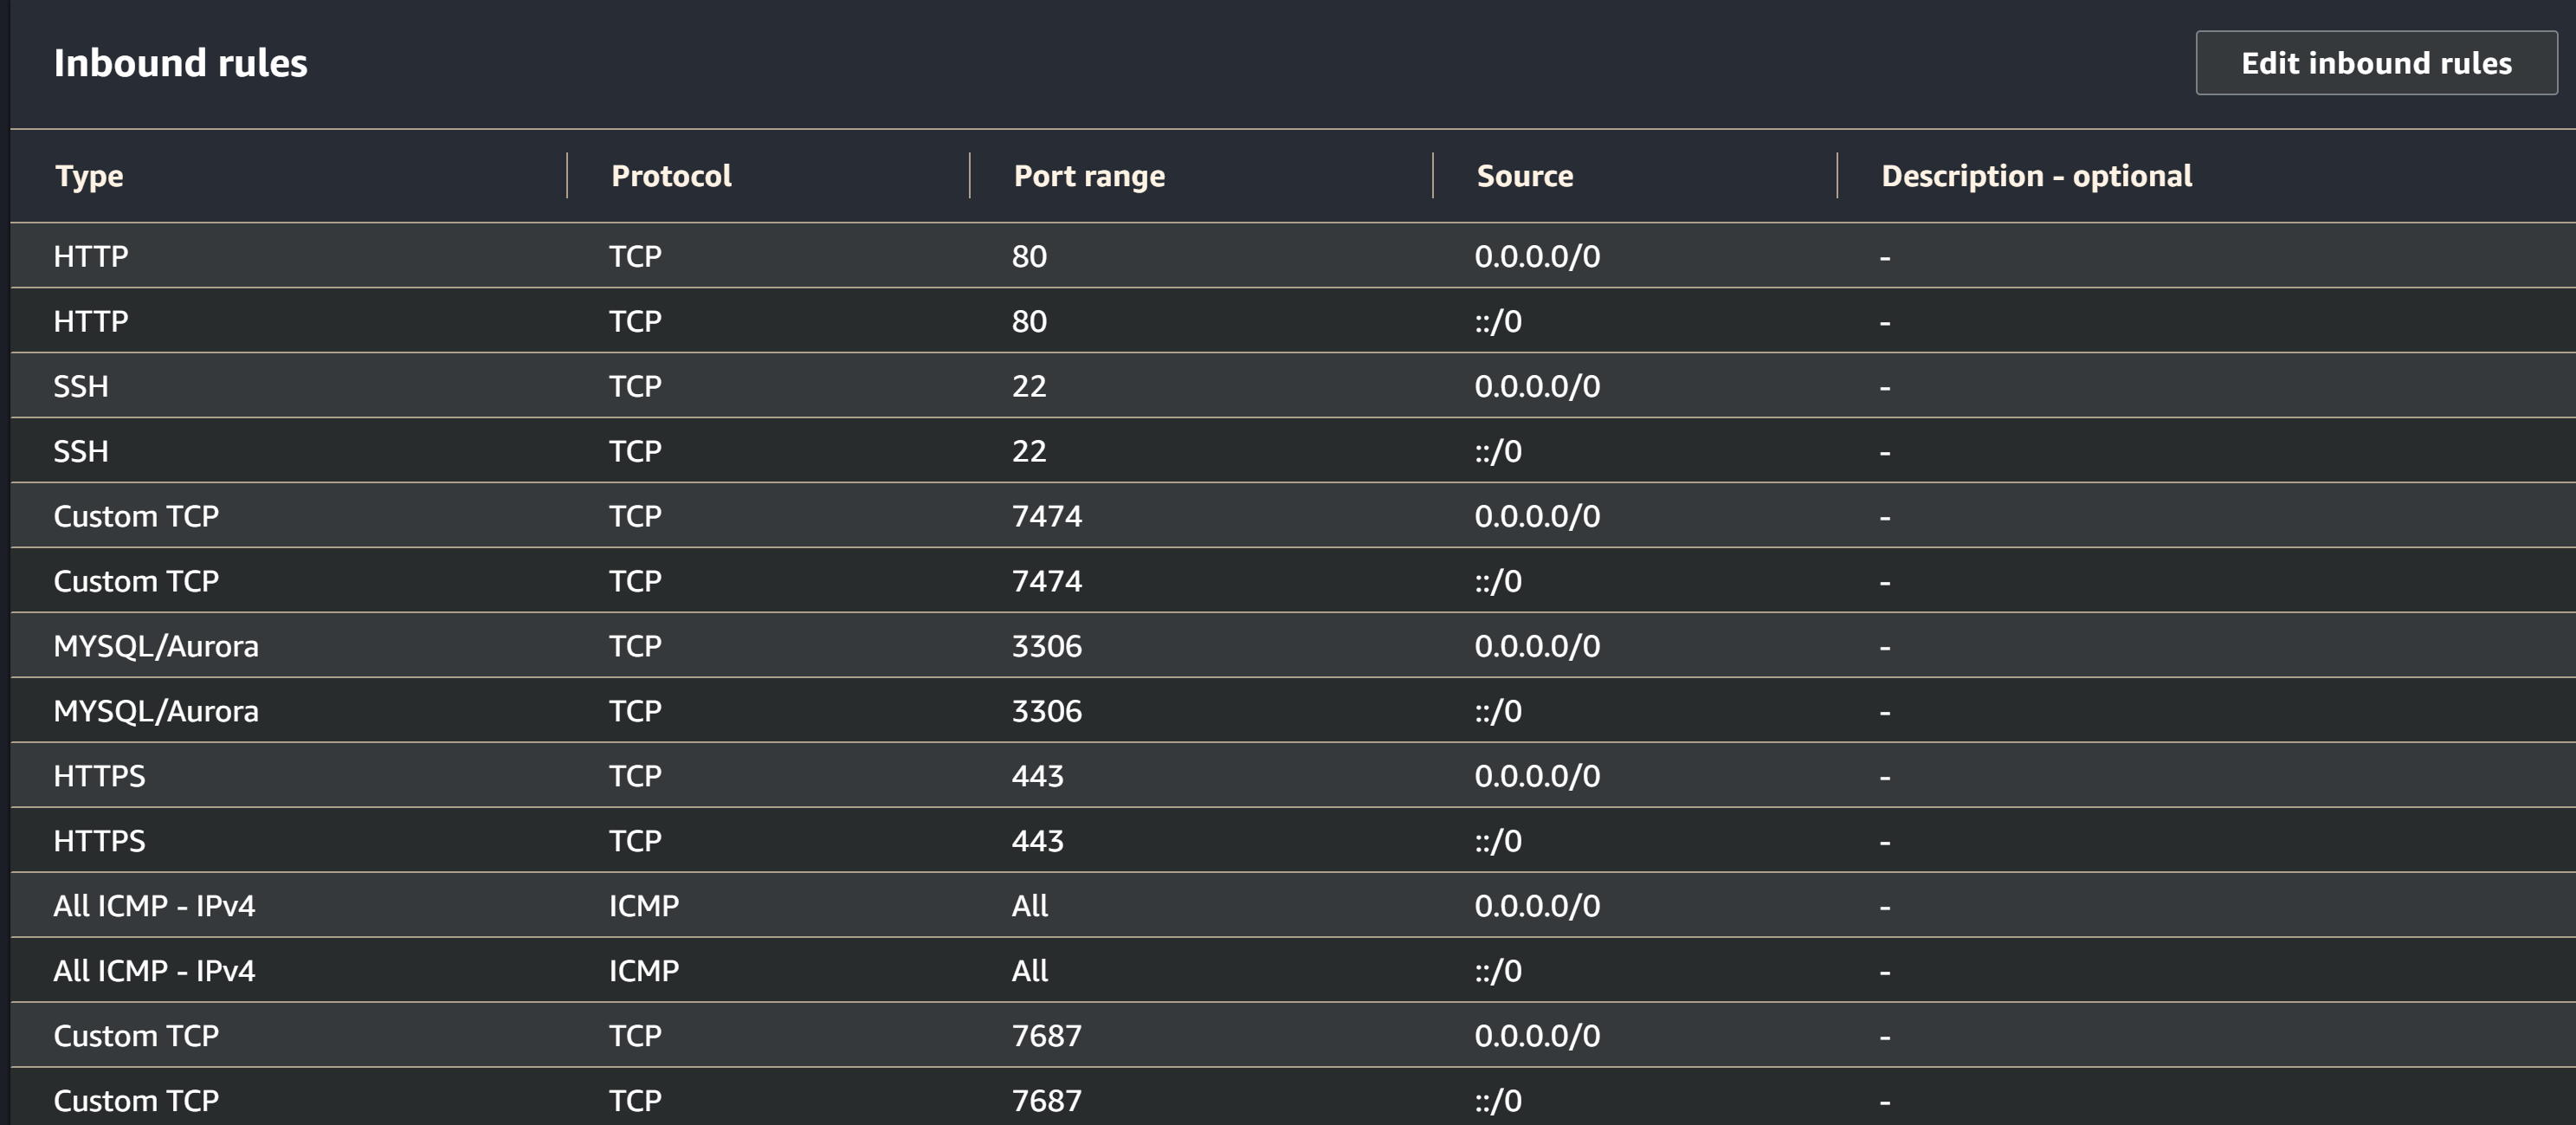 Inbound rules Edit inbound rules
Type Protocol Port range Source Description - optional
HTTP TCP 80 0.0.0.0/0 -
HTTP TCP 80 ::/0 -
SSH TCP 22 0.0.0.0/0 -
SSH TCP 22 ::/0 -
Custom TCP TCP 7474 0.0.0.0/0 -
Custom TCP TCP 7474 ::/0 -
MYSQL/Aurora TCP 3306 0.0.0.0/0 -
MYSQL/Aurora TCP 3306 ::/0 -
HTTPS TCP 443 0.0.0.0/0 -
HTTPS TCP 443 ::/0 -
All ICMP - IPv4 ICMP All 0.0.0.0/0 -
All ICMP - IPv4 ICMP All ::/0 -
Custom TCP TCP 7687 0.0.0.0/0 -
Custom TCP TCP 7687 ::/0 -